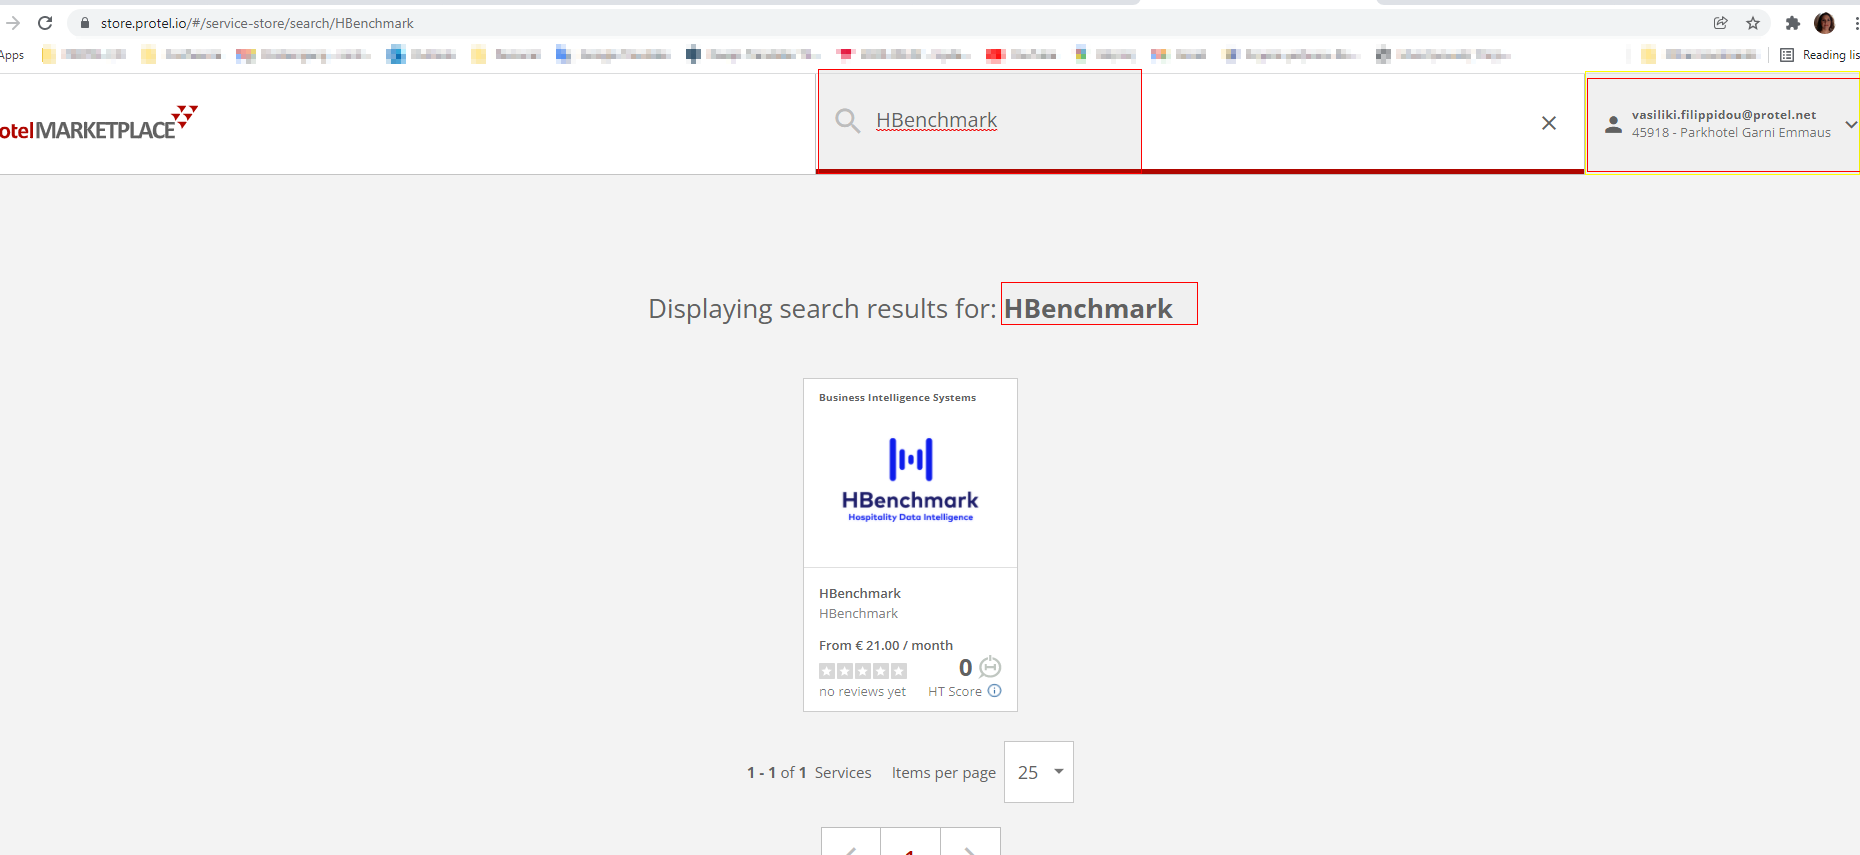 store.protel.io/#/service-store/search/HBenchmark
Apps
Reading lis
otelMARKETPLACE
HBenchmark
vasiliki.filippidou@protel.net
45918 - Parkhotel Garni Emmaus
Displaying search results for: HBenchmark
Business Intelligence Systems
HBenchmark
Hospitality Data Intelligence
HBenchmark
HBenchmark
From € 21.00 / month
0
no reviews yet
HT Score
1 - 1 of 1 Services
Items per page
25
1